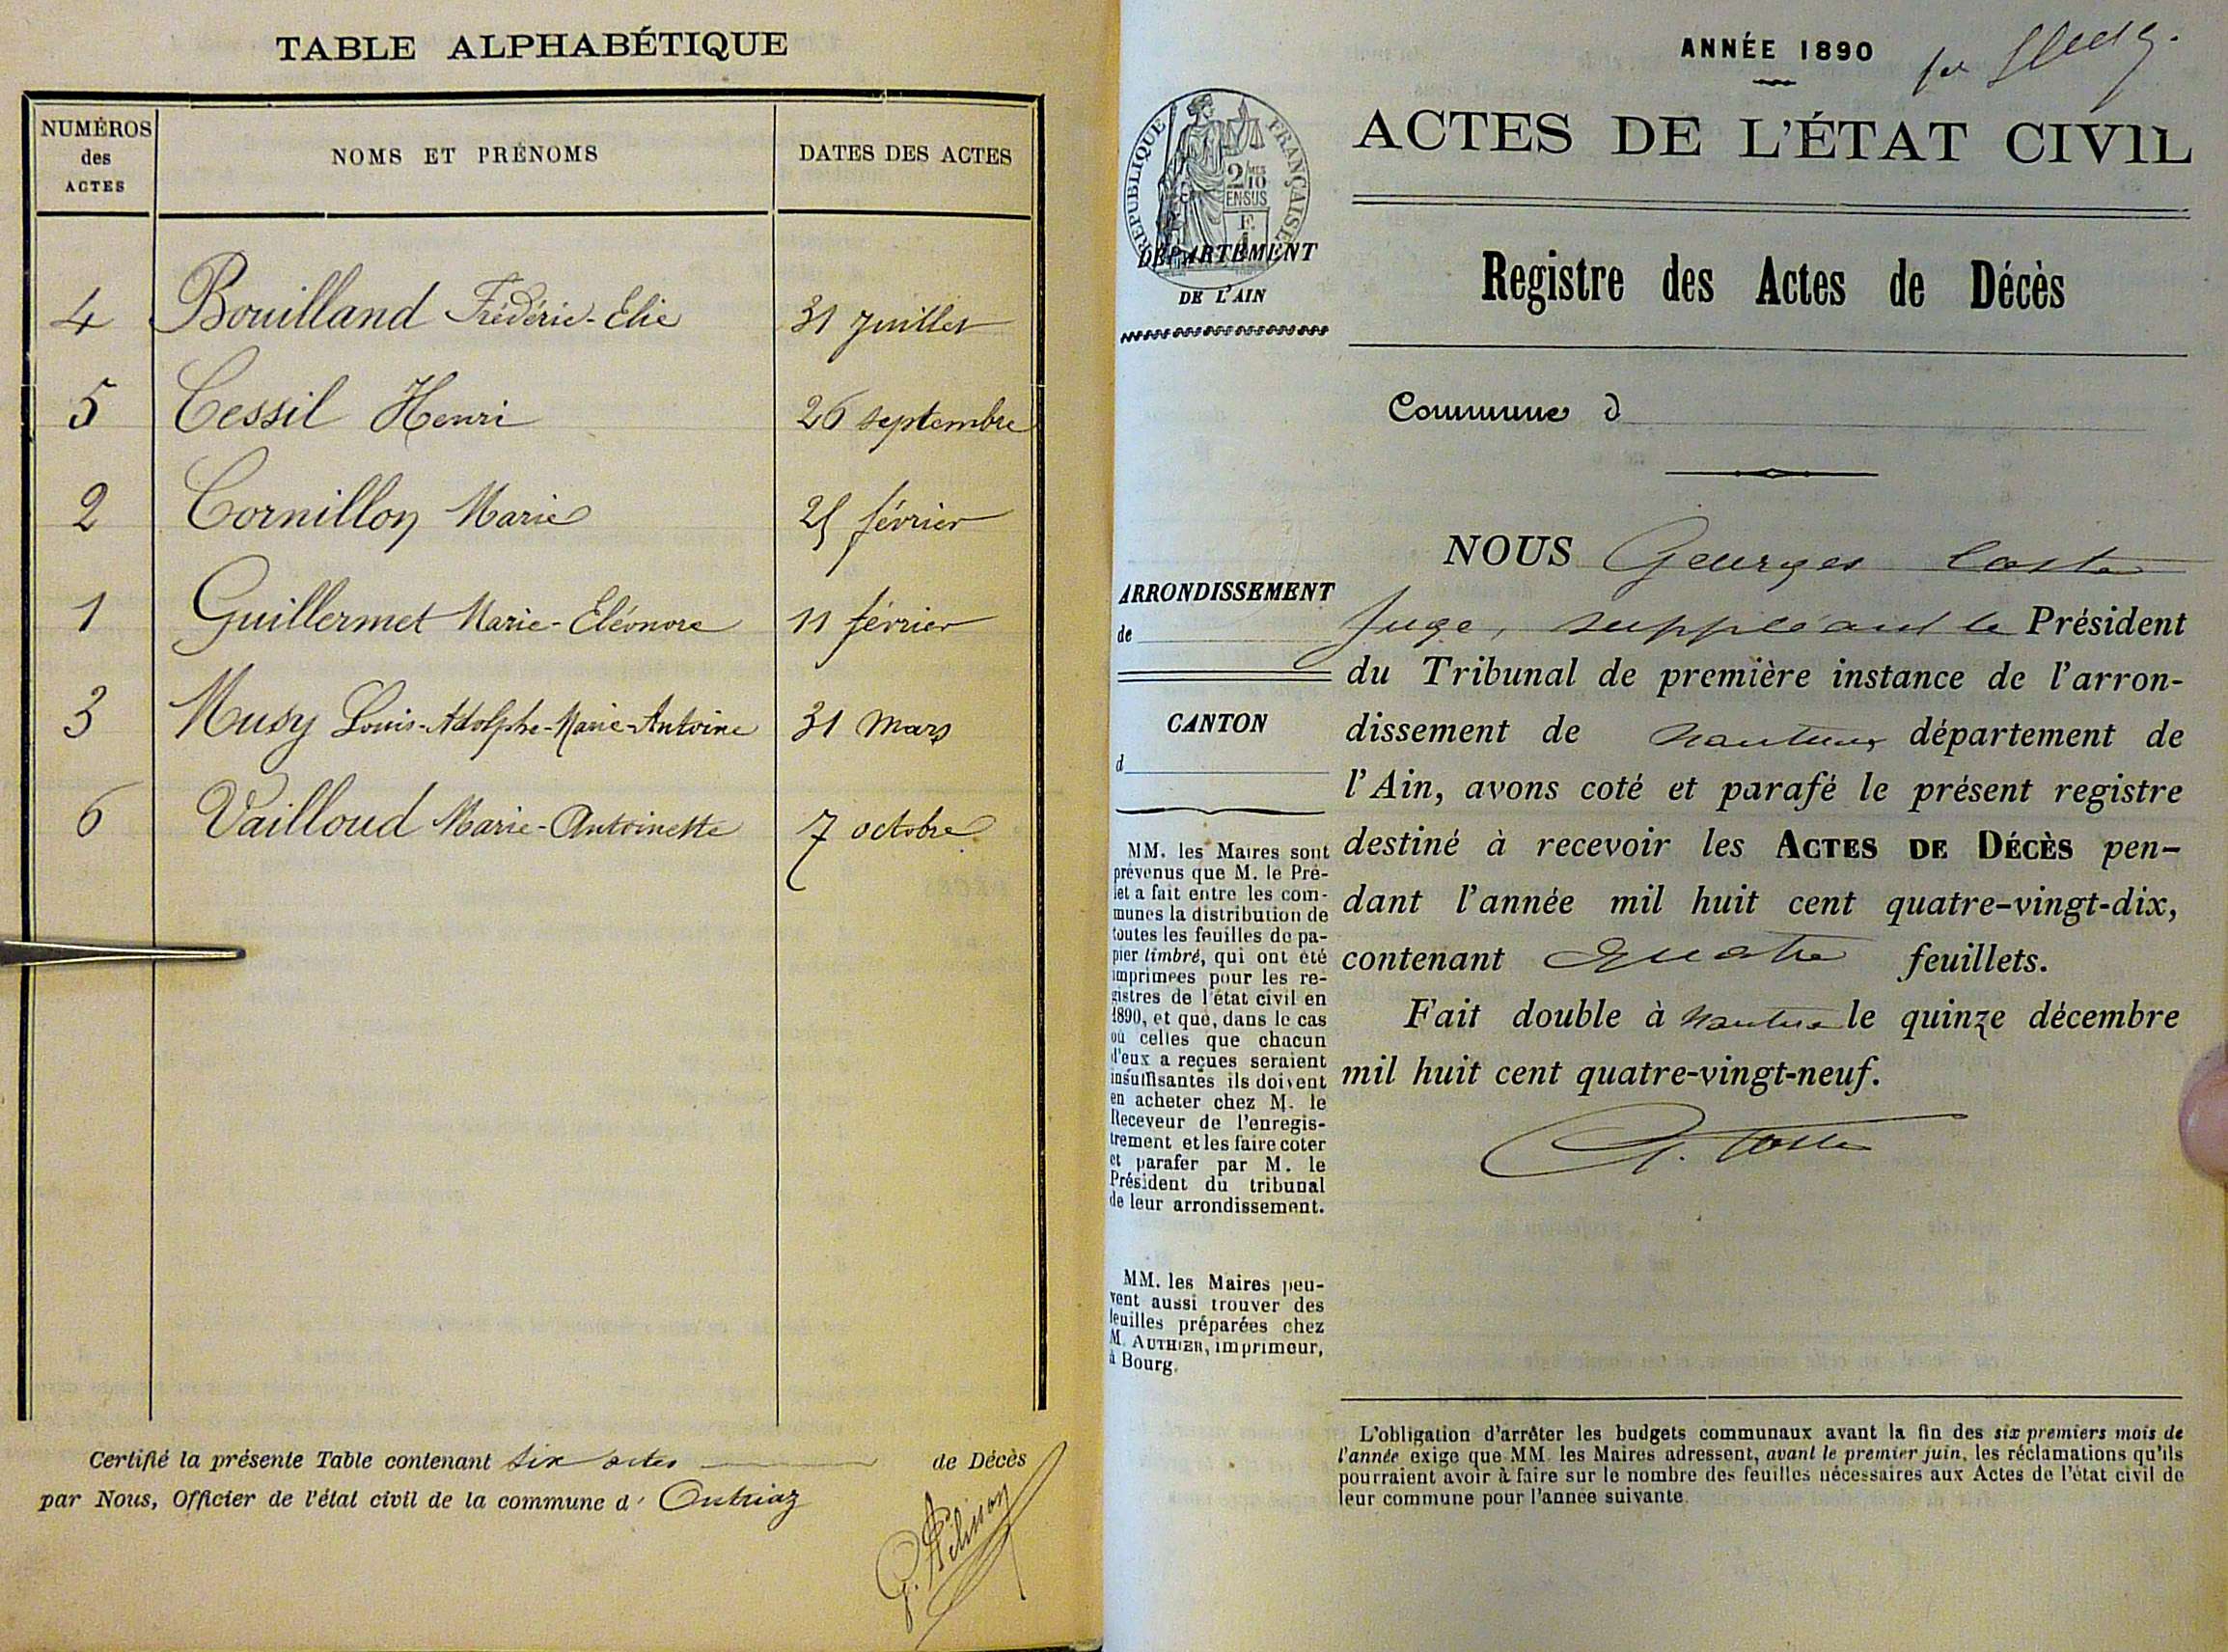 TABLE ALPHABÉTIQUE
NUMÉROS des ACTES NOMS ET PRÉNOMS DATES DES ACTES
4 Bouilland Frédéric-Elie 31 juillet
5 Cessil Henri 26 septembre
2 Cornillon Marie 25 février
1 Guillermet Marie-Eléonore 11 février
3 Musy Louis-Adolphe-Marie-Antoine 31 mars
6 Vailloud Marie-Antoinette 7 octobre
Certifié la présente Table contenant six actes de Décès
par Nous, Officier de l'état civil de la commune d' Outriaz
G. Pélisson
ANNÉE 1890
ACTES DE L'ÉTAT CIVIL
RÉPUBLIQUE FRANÇAISE
2/10MES
EN SUS
F.
1
DÉPARTEMENT
DE L'AIN
Registre des Actes de Décès
Commune d
ARRONDISSEMENT
de
CANTON
d
MM. les Maires sont
prévenus que M. le Pré-
fet a fait entre les com-
munes la distribution de
toutes les feuilles de pa-
pier timbré, qui ont été
imprimées pour les re-
gistres de l'état civil en
1890, et que, dans le cas
où celles que chacun
d'eux a reçues seraient
insuffisantes ils doivent
en acheter chez M. le
Receveur de l'enregis-
trement et les faire coter
et parafer par M. le
Président du tribunal
de leur arrondissement.
MM. les Maires peu-
vent aussi trouver des
feuilles préparées chez
M. AUTHIER, imprimeur,
à Bourg.
NOUS Georges Coste
Juge, suppléant le Président
du Tribunal de première instance de l'arron-
dissement de Nantua, département de
l'Ain, avons coté et parafé le présent registre
destiné à recevoir les ACTES DE DÉCÈS pen-
dant l'année mil huit cent quatre-vingt-dix,
contenant quatre feuillets.
Fait double à Nantua le quinze décembre
mil huit cent quatre-vingt-neuf.
G. Coste
L'obligation d'arrêter les budgets communaux avant la fin des six premiers mois de
l'année exige que MM. les Maires adressent, avant le premier juin, les réclamations qu'ils
pourraient avoir à faire sur le nombre des feuilles nécessaires aux Actes de l'état civil de
leur commune pour l'année suivante.